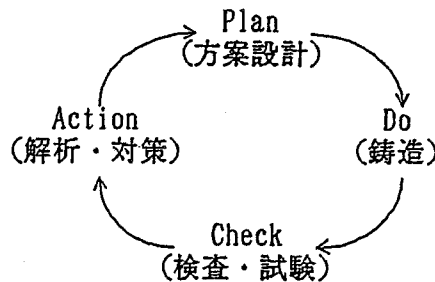 Plan
(方案設計)
Do
(鋳造)
Check
(検査・試験)
Action
(解析・対策)